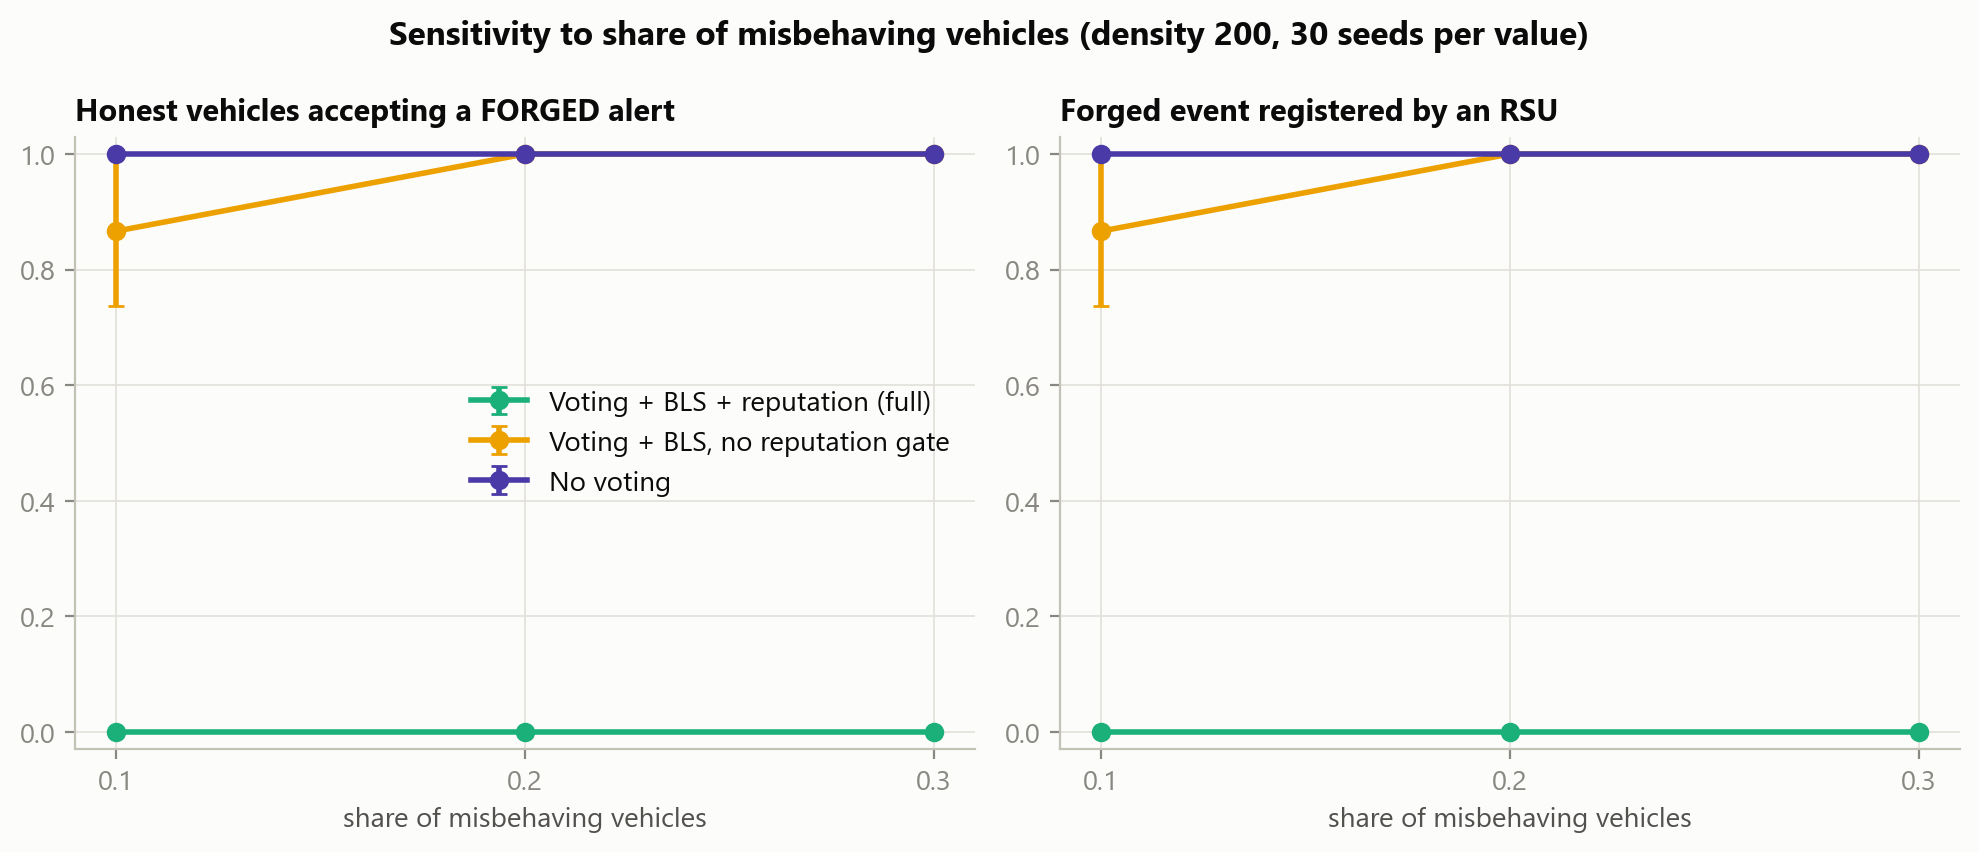 Sensitivity to share of misbehaving vehicles (density 200, 30 seeds per value)
Honest vehicles accepting a FORGED alert
1.0
0.8
0.6
0.4
0.2
0.0
Voting + BLS + reputation (full)
Voting + BLS, no reputation gate
No voting
0.1 0.2 0.3
share of misbehaving vehicles
Forged event registered by an RSU
1.0
0.8
0.6
0.4
0.2
0.0
0.1 0.2 0.3
share of misbehaving vehicles